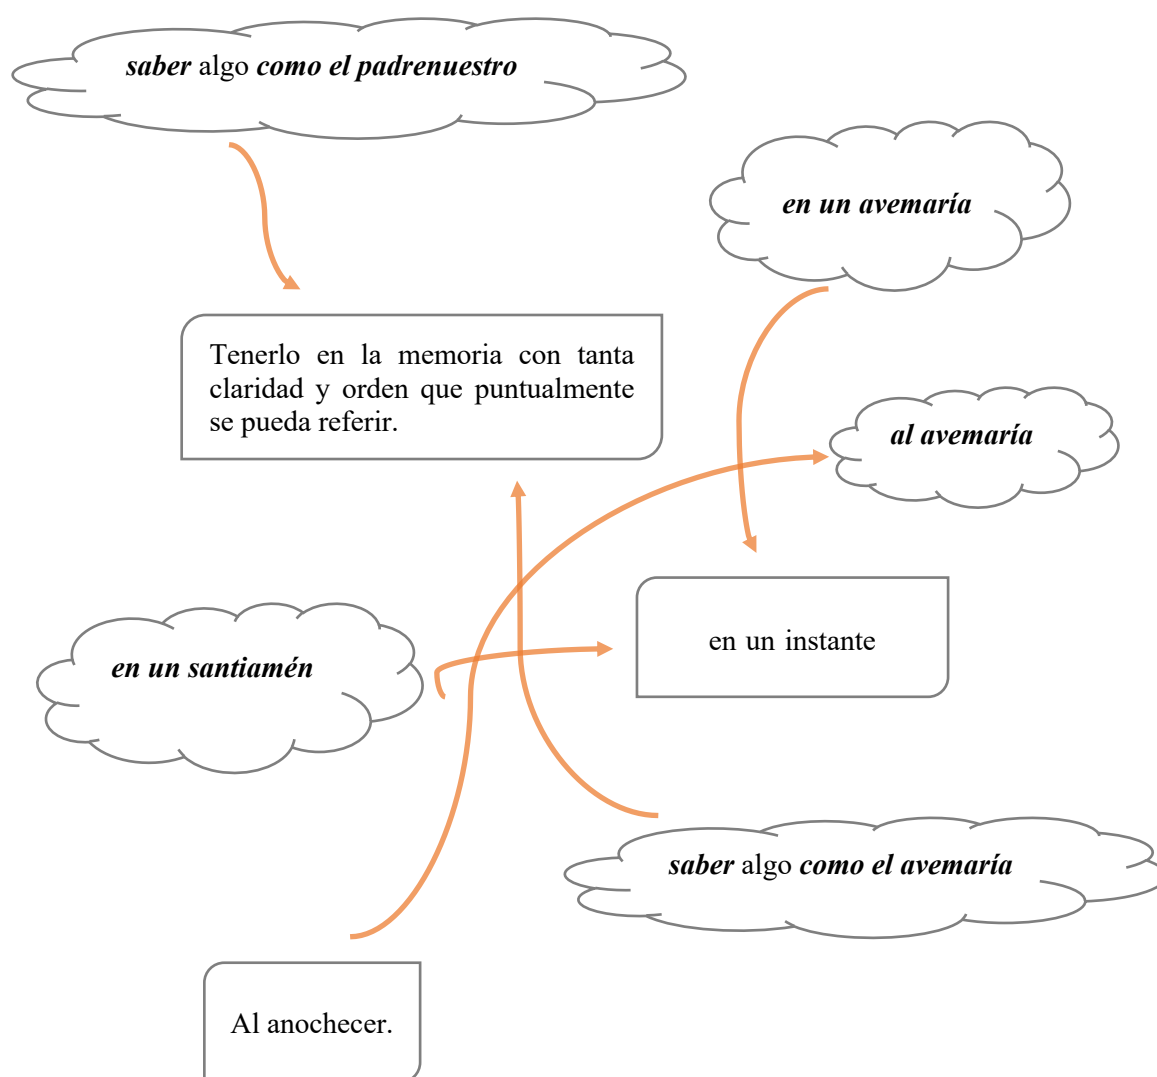 saber algo como el padrenuestro
en un avemaría
Tenerlo en la memoria con tanta
claridad y orden que puntualmente
se pueda referir.
al avemaría
en un instante
en un santiamén
saber algo como el avemaría
Al anochecer.